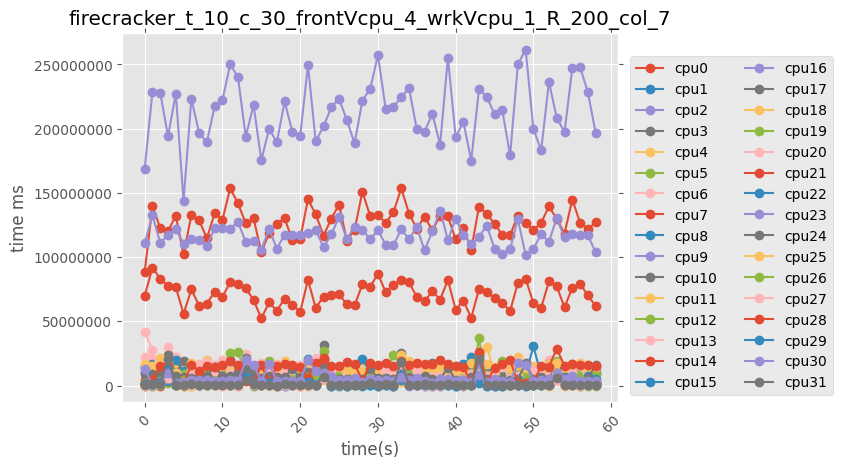 firecracker_t_10_c_30_frontVcpu_4_wrkVcpu_1_R_200_col_7
time ms
250000000
200000000
150000000
100000000
50000000
0
0
10
20
30
40
50
60
time(s)
cpu0
cpu1
cpu2
cpu3
cpu4
cpu5
cpu6
cpu7
cpu8
cpu9
cpu10
cpu11
cpu12
cpu13
cpu14
cpu15
cpu16
cpu17
cpu18
cpu19
cpu20
cpu21
cpu22
cpu23
cpu24
cpu25
cpu26
cpu27
cpu28
cpu29
cpu30
cpu31